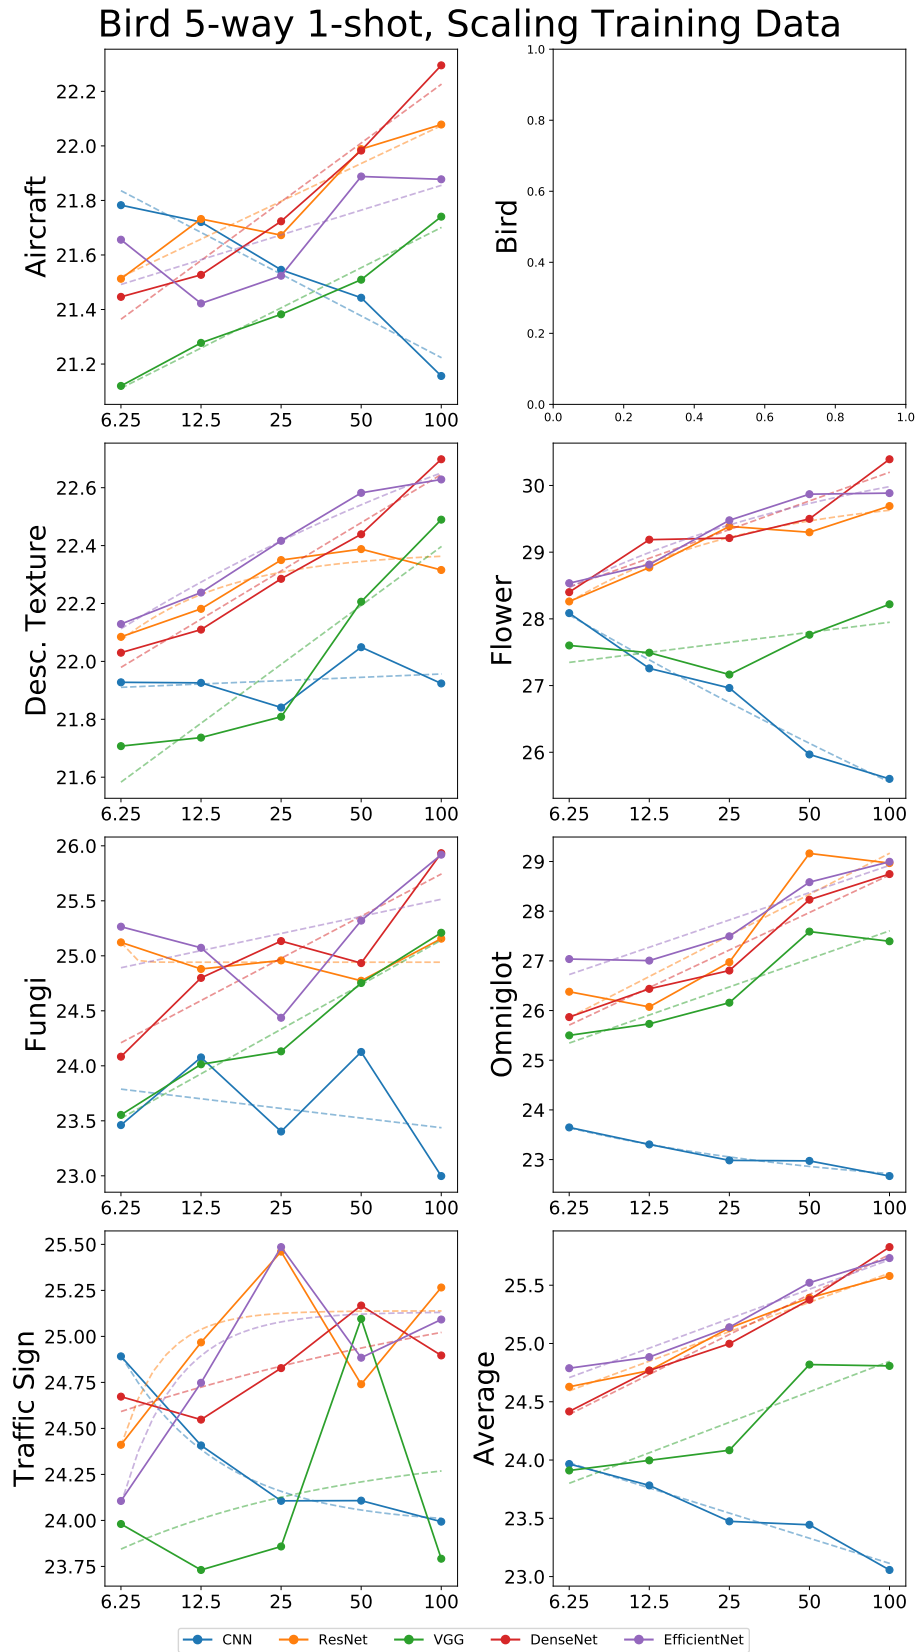 Bird 5-way 1-shot, Scaling Training Data
Aircraft
22.2
22.0
21.8
21.6
21.4
21.2
6.25 12.5 25 50 100
Bird
1.0
0.8
0.6
0.4
0.2
0.0
0.0 0.2 0.4 0.6 0.8 1.0
Desc. Texture
22.6
22.4
22.2
22.0
21.8
21.6
6.25 12.5 25 50 100
Flower
30
29
28
27
26
6.25 12.5 25 50 100
Fungi
26.0
25.5
25.0
24.5
24.0
23.5
23.0
6.25 12.5 25 50 100
Omniglot
29
28
27
26
25
24
23
6.25 12.5 25 50 100
Traffic Sign
25.50
25.25
25.00
24.75
24.50
24.25
24.00
23.75
6.25 12.5 25 50 100
Average
25.5
25.0
24.5
24.0
23.5
23.0
6.25 12.5 25 50 100
CNN ResNet VGG DenseNet EfficientNet